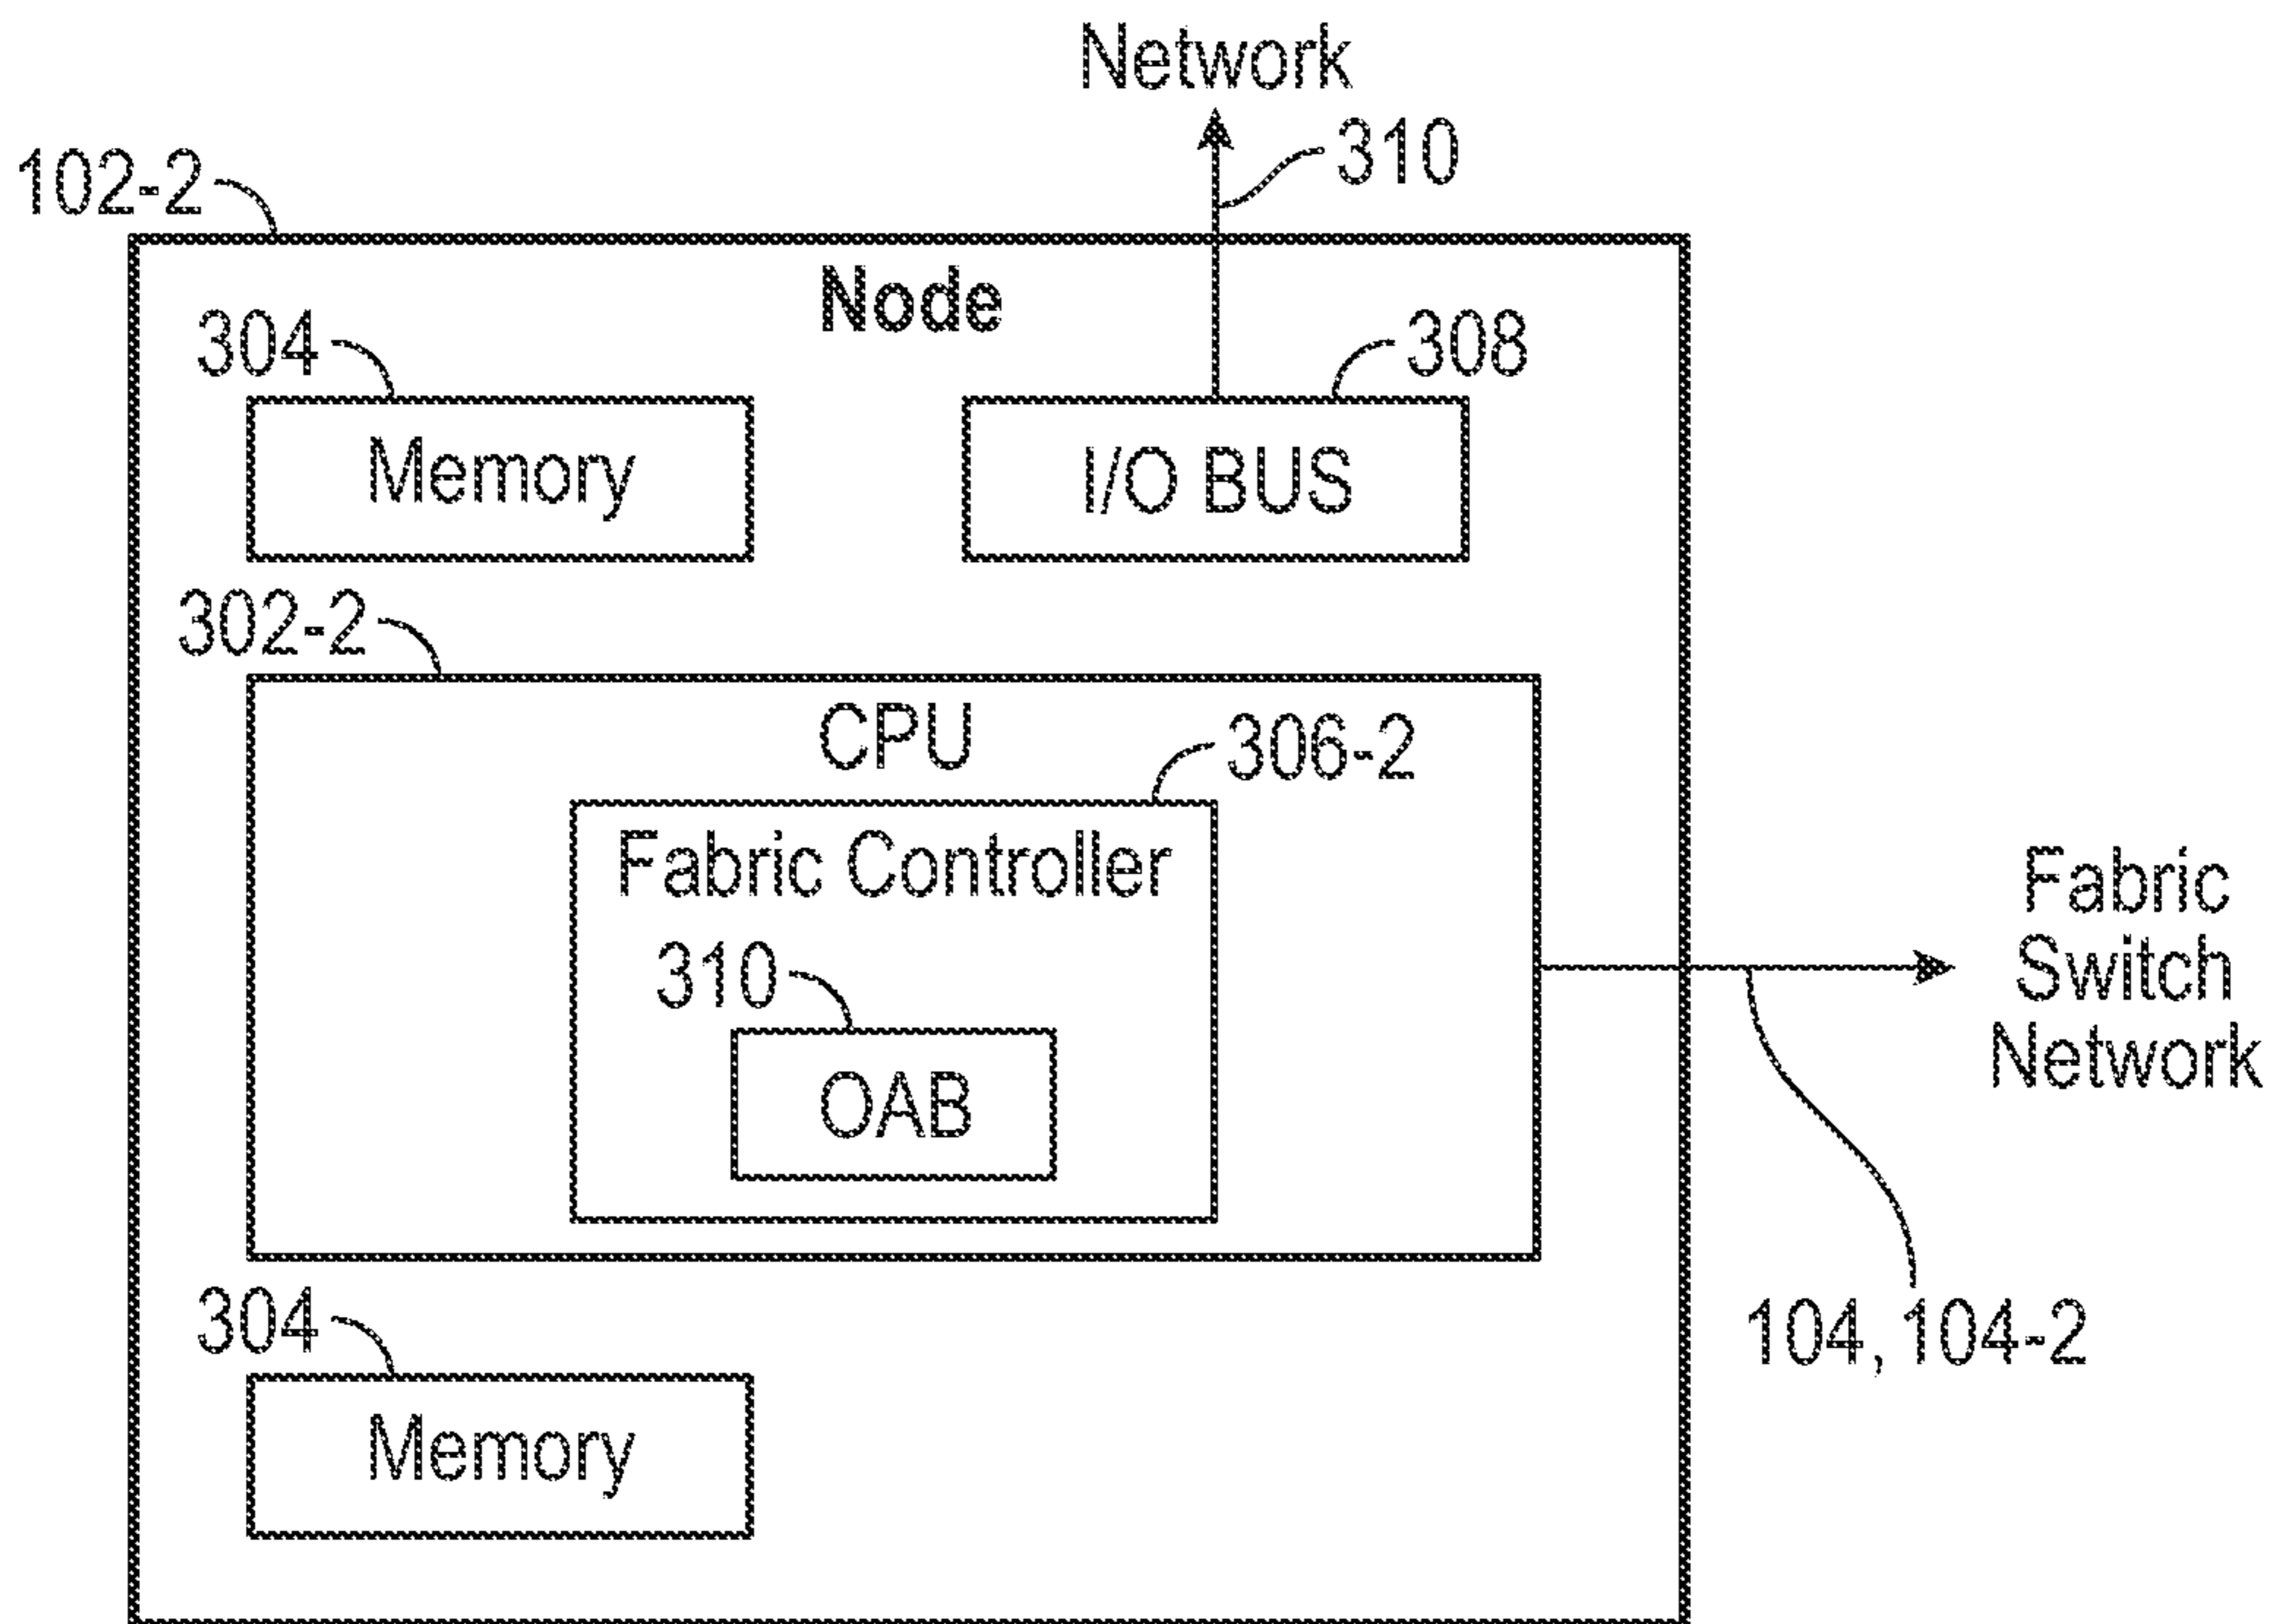 Network
310
102-2
Node
304
308
Memory
I/O BUS
302-2
CPU
306-2
Fabric Controller
310
OAB
Fabric
Switch
Network
304
104, 104-2
Memory